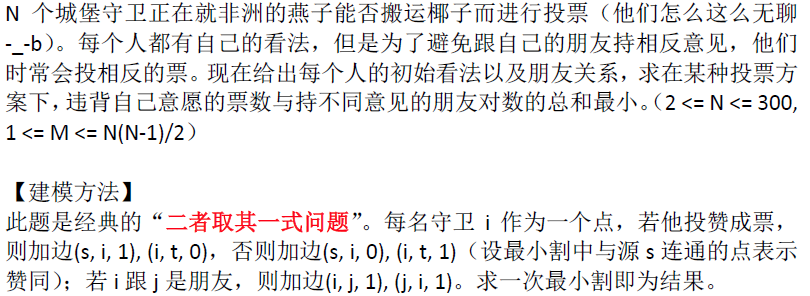 N 个城堡守卫正在就非洲的燕子能否搬运椰子而进行投票（他们怎么这么无聊
-_-b）。每个人都有自己的看法，但是为了避免跟自己的朋友持相反意见，他们
时常会投相反的票。现在给出每个人的初始看法以及朋友关系，求在某种投票方
案下，违背自己意愿的票数与持不同意见的朋友对数的总和最小。（2 <= N <= 300,
1 <= M <= N(N-1)/2）
【建模方法】
此题是经典的“二者取其一式问题”。每名守卫 i 作为一个点，若他投赞成票，
则加边(s, i, 1), (i, t, 0)，否则加边(s, i, 0), (i, t, 1)（设最小割中与源 s 连通的点表示
赞同）；若 i 跟 j 是朋友，则加边(i, j, 1), (j, i, 1)。求一次最小割即为结果。